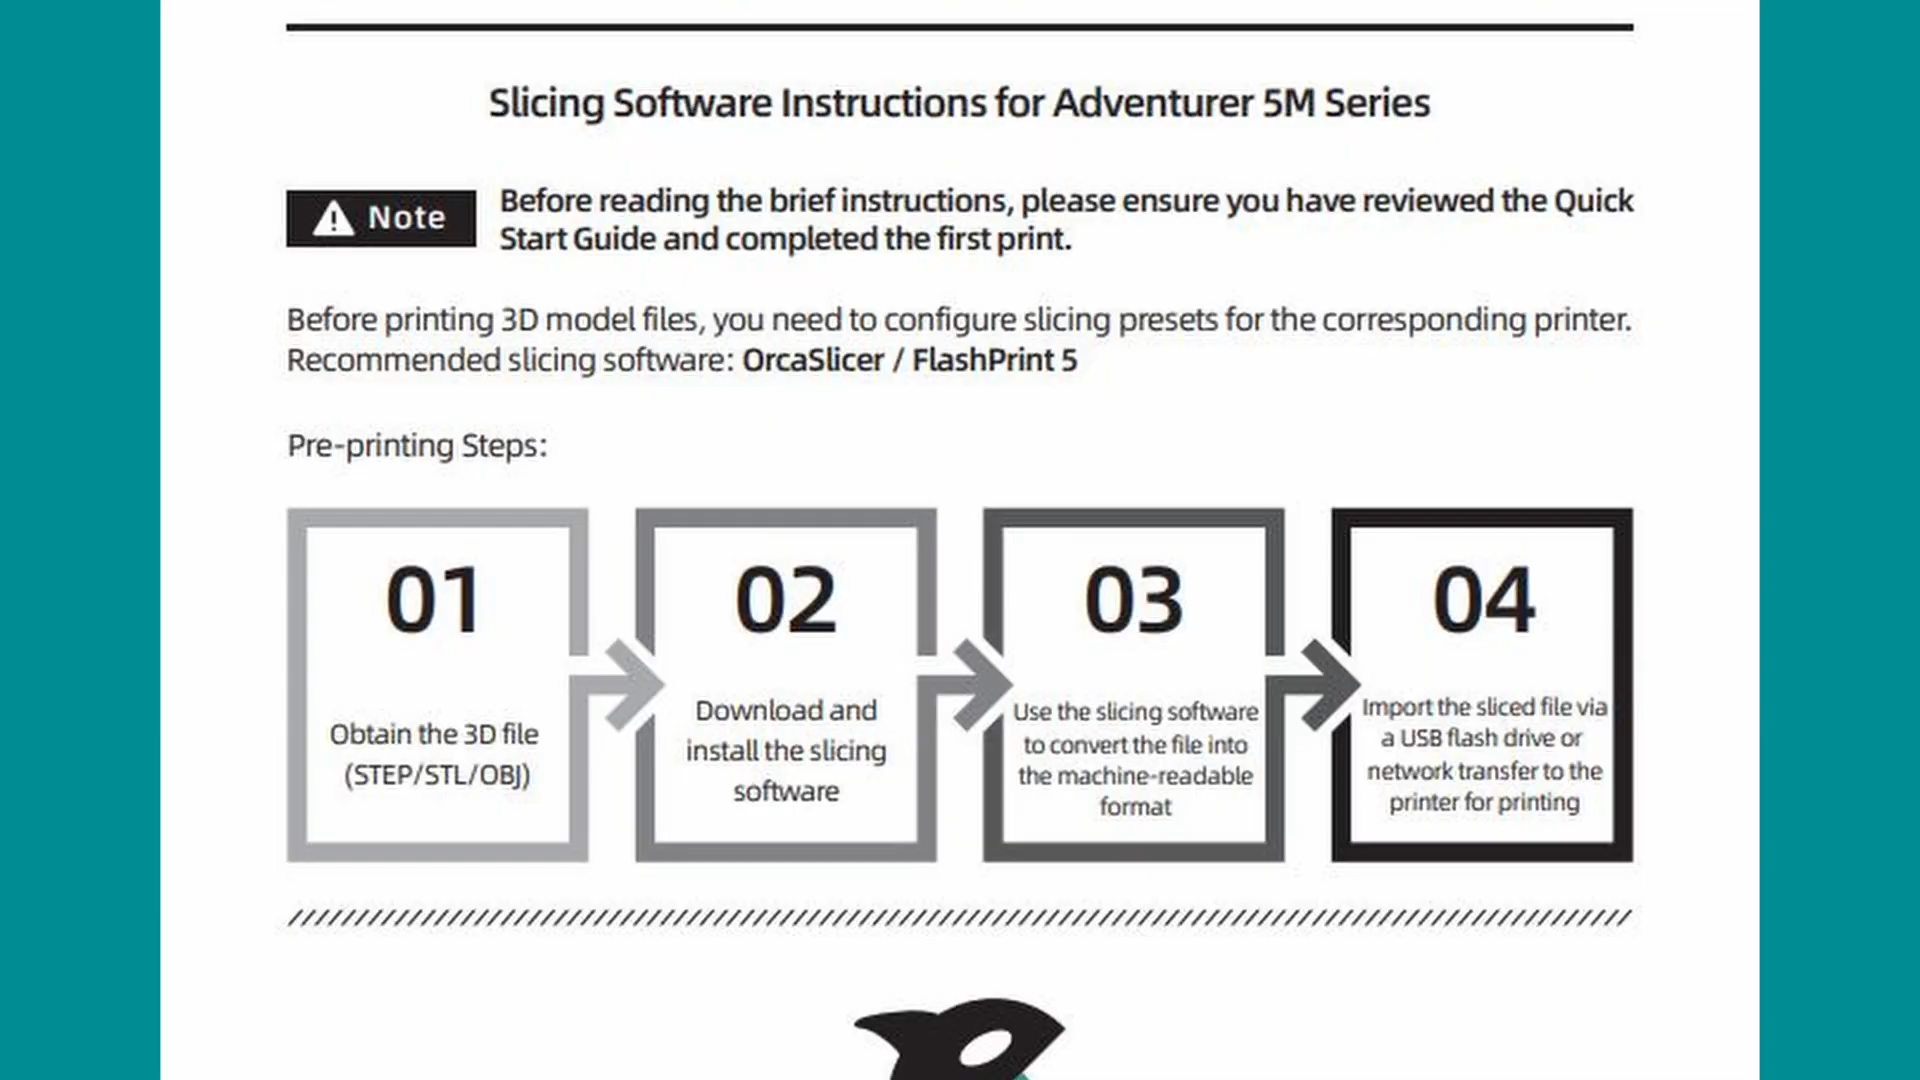 Slicing Software Instructions for Adventurer 5M Series
Note
Before reading the brief instructions, please ensure you have reviewed the Quick
Start Guide and completed the first print.
Before printing 3D model files, you need to configure slicing presets for the corresponding printer.
Recommended slicing software: OrcaSlicer / FlashPrint 5
Pre-printing Steps:
01
Obtain the 3D file
(STEP/STL/OBJ)
02
Download and
install the slicing
software
03
Use the slicing software
to convert the file into
the machine-readable
format
04
Import the sliced file via
a USB flash drive or
network transfer to the
printer for printing